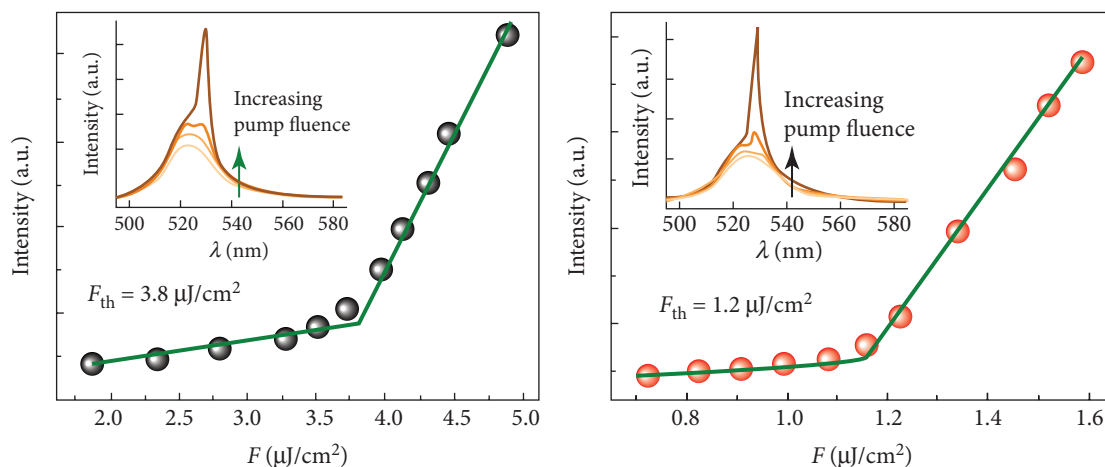 Intensity (a.u.)
Intensity (a.u.)
Increasing
pump fluence
500 520 540 560 580
λ (nm)
F_th = 3.8 μJ/cm²
2.0 2.5 3.0 3.5 4.0 4.5 5.0
F (μJ/cm²)
Intensity (a.u.)
Intensity (a.u.)
Increasing
pump fluence
500 520 540 560 580
λ (nm)
F_th = 1.2 μJ/cm²
0.8 1.0 1.2 1.4 1.6
F (μJ/cm²)